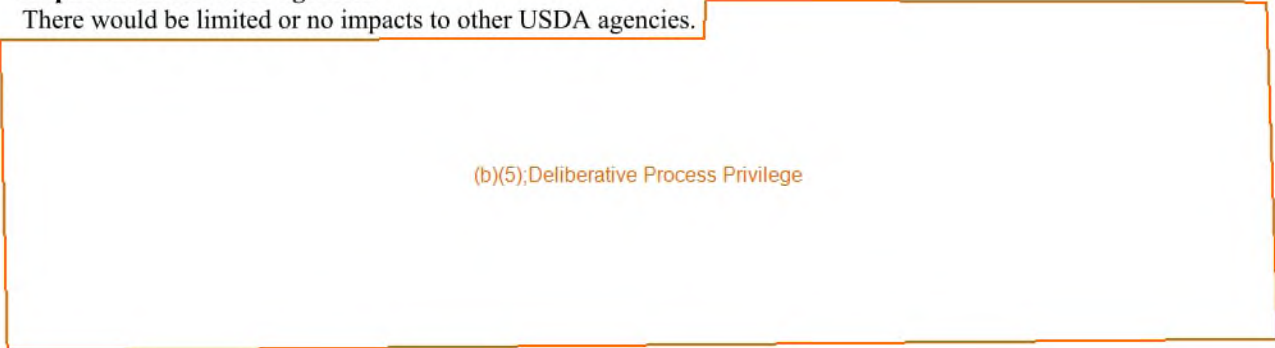 There would be limited or no impacts to other USDA agencies.
(b)(5);Deliberative Process Privilege